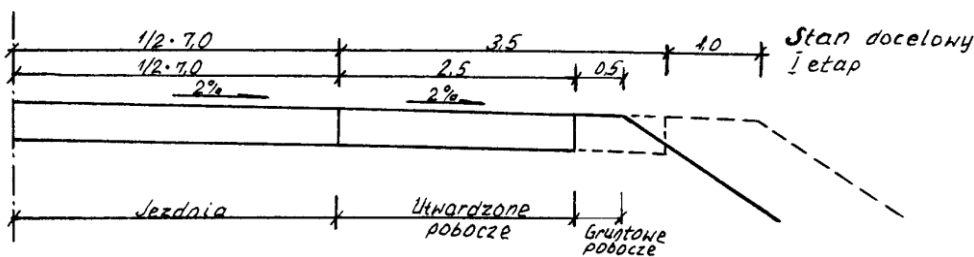 1/2·7,0 3,5 1,0 Stan docelowy
1/2·7,0 2,5 0,5 I etap
2% 2%
Jezdnia Utwardzone pobocze Gruntowe pobocze